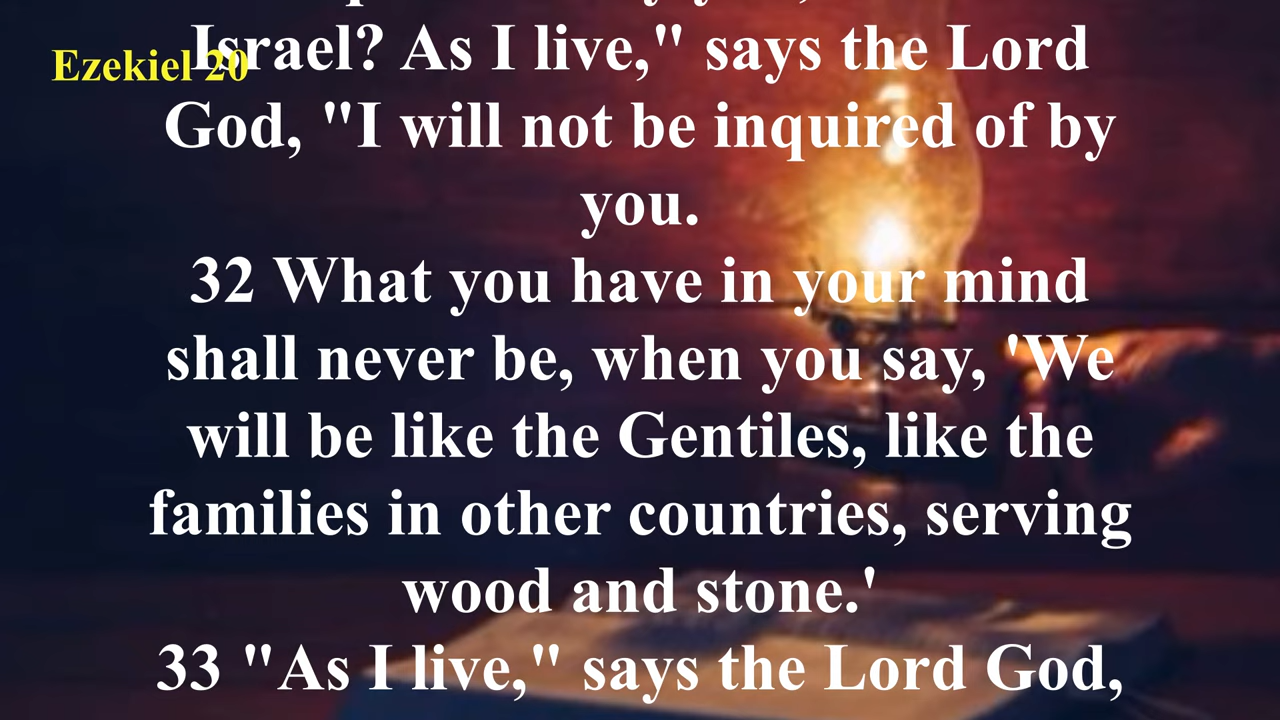 Israel? As I live," says the Lord
Ezekiel 20
God, "I will not be inquired of by
you.
32 What you have in your mind
shall never be, when you say, 'We
will be like the Gentiles, like the
families in other countries, serving
wood and stone.'
33 "As I live," says the Lord God,